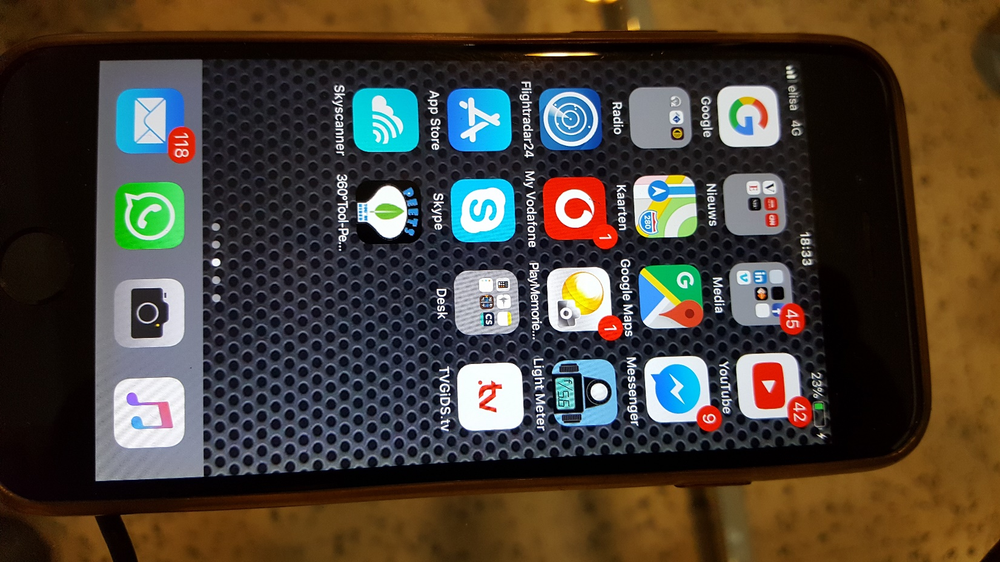 elisa 4G 18:33 23%
45 42
Google Nieuws Media YouTube
280 G 9
Radio Kaarten Google Maps Messenger
1 1 f/5.6
Flightradar24 My Vodafone PlayMemorie... Light Meter
S CS .tv
App Store Skype Desk TVGiDS.tv
PEETS
Skyscanner 360°Tool-Pe...
118